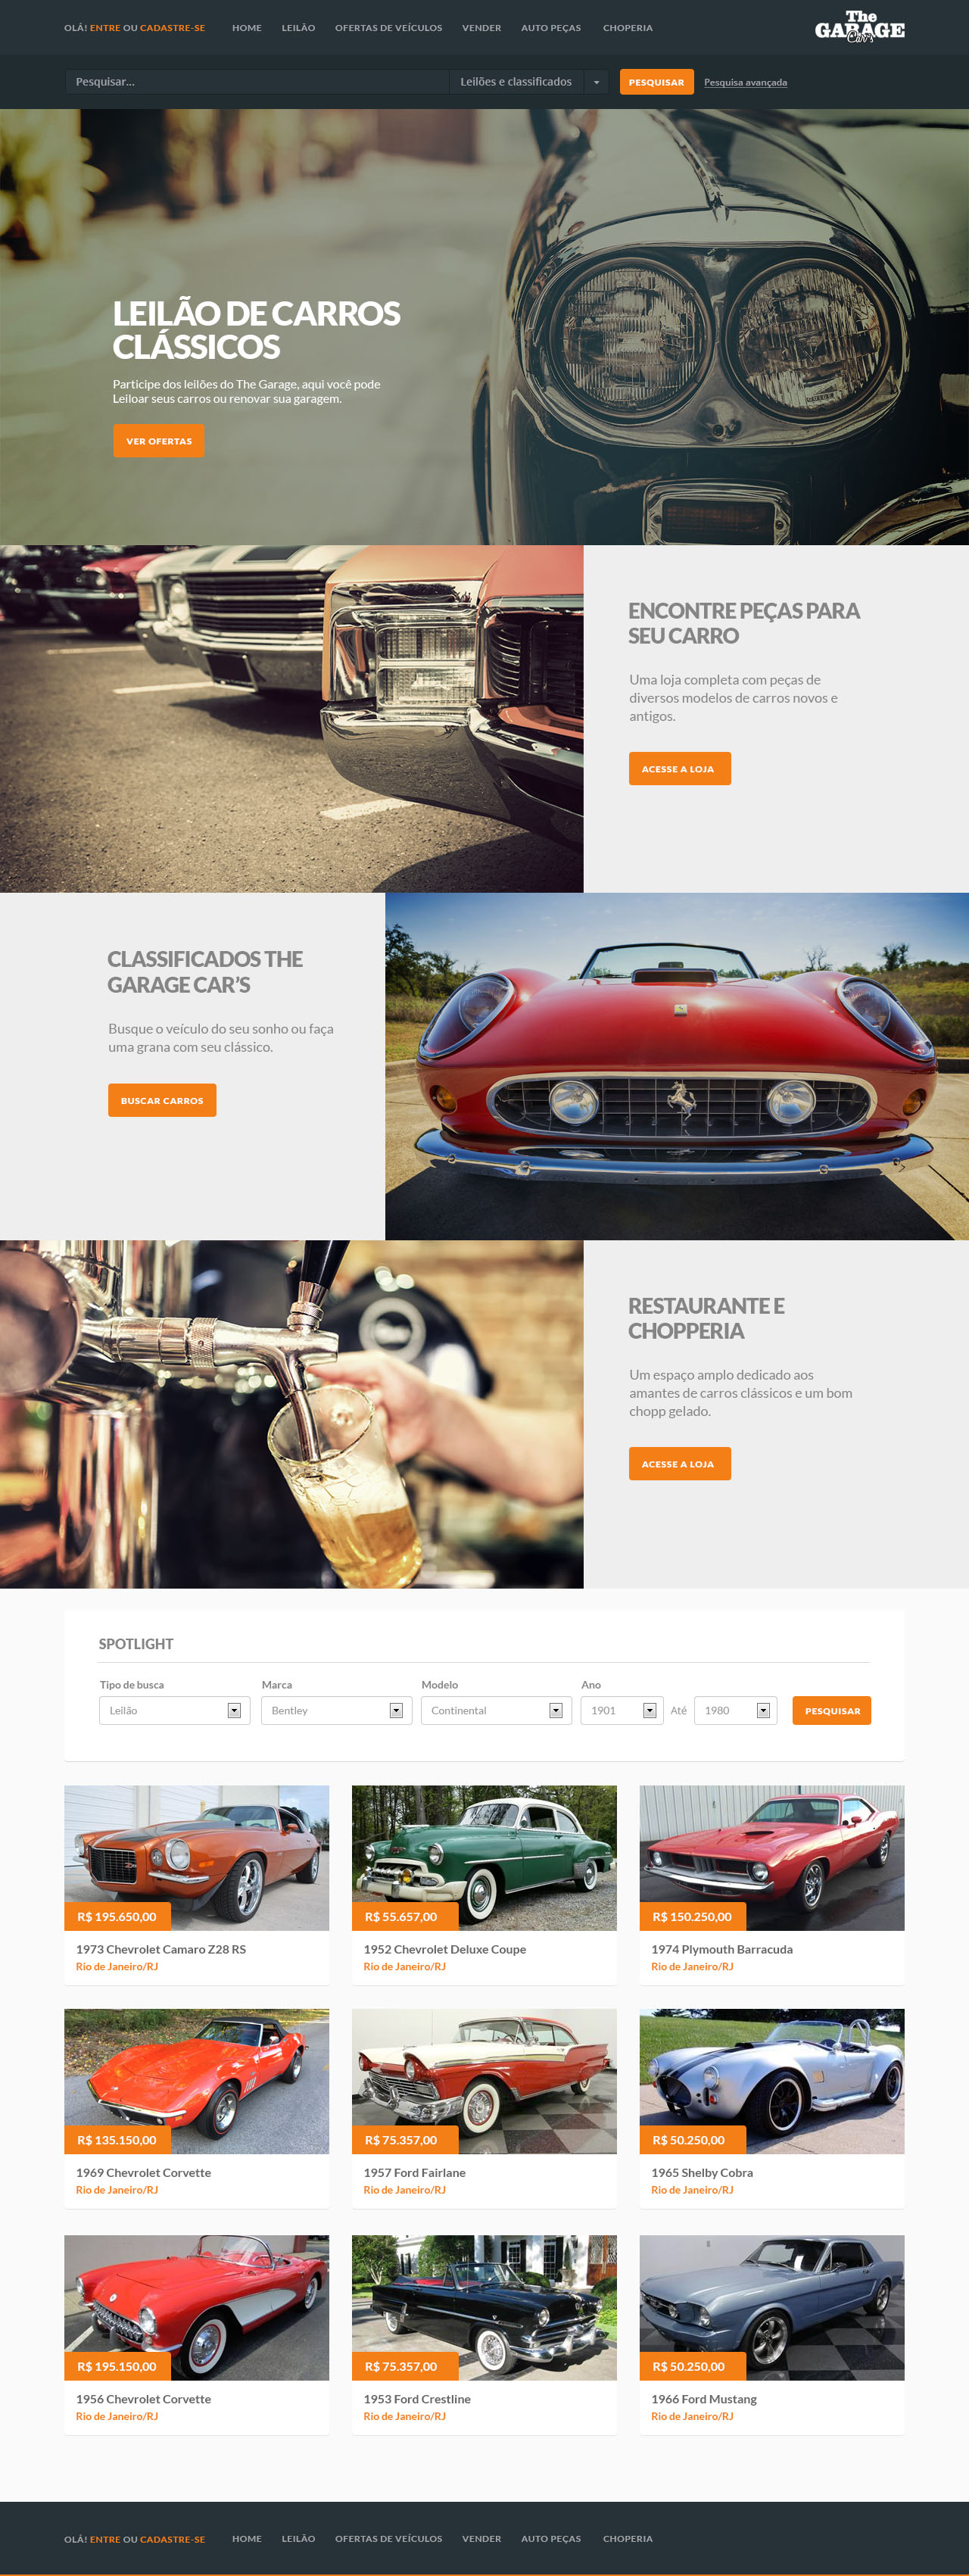 OLÁ! ENTRE OU CADASTRE-SE HOME LEILÃO OFERTAS DE VEÍCULOS VENDER AUTO PEÇAS CHOPERIA
The
GARAGE
Car's
Pesquisar... Leilões e classificados PESQUISAR Pesquisa avançada
LEILÃO DE CARROS
CLÁSSICOS
Participe dos leilões do The Garage, aqui você pode
Leiloar seus carros ou renovar sua garagem.
VER OFERTAS
ENCONTRE PEÇAS PARA
SEU CARRO
Uma loja completa com peças de
diversos modelos de carros novos e
antigos.
ACESSE A LOJA
CLASSIFICADOS THE
GARAGE CAR'S
Busque o veículo do seu sonho ou faça
uma grana com seu clássico.
BUSCAR CARROS
RESTAURANTE E
CHOPPERIA
Um espaço amplo dedicado aos
amantes de carros clássicos e um bom
chopp gelado.
ACESSE A LOJA
SPOTLIGHT
Tipo de busca Marca Modelo Ano
Leilão Bentley Continental 1901 Até 1980 PESQUISAR
R$ 195.650,00 R$ 55.657,00 R$ 150.250,00
1973 Chevrolet Camaro Z28 RS 1952 Chevrolet Deluxe Coupe 1974 Plymouth Barracuda
Rio de Janeiro/RJ Rio de Janeiro/RJ Rio de Janeiro/RJ
R$ 135.150,00 R$ 75.357,00 R$ 50.250,00
1969 Chevrolet Corvette 1957 Ford Fairlane 1965 Shelby Cobra
Rio de Janeiro/RJ Rio de Janeiro/RJ Rio de Janeiro/RJ
R$ 195.150,00 R$ 75.357,00 R$ 50.250,00
1956 Chevrolet Corvette 1953 Ford Crestline 1966 Ford Mustang
Rio de Janeiro/RJ Rio de Janeiro/RJ Rio de Janeiro/RJ
OLÁ! ENTRE OU CADASTRE-SE HOME LEILÃO OFERTAS DE VEÍCULOS VENDER AUTO PEÇAS CHOPERIA